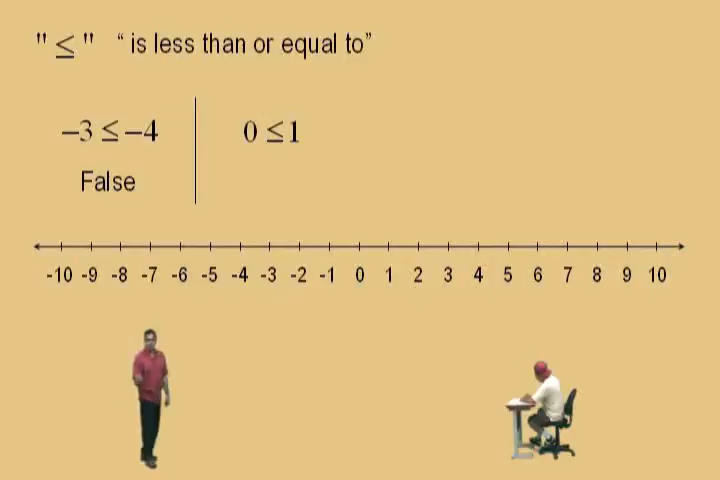 "≤" “ is less than or equal to”
−3 ≤ −4 0 ≤ 1
False
-10 -9 -8 -7 -6 -5 -4 -3 -2 -1 0 1 2 3 4 5 6 7 8 9 10